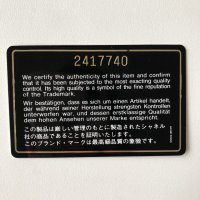 2417740
We certify the authenticity of this item and confirm
that it has been subjected to the most exacting quality
control. Its high quality is a symbol of the fine reputation
of the Trademark.
Wir bestätigen, dass es sich um einen Artikel handelt,
der während seiner Herstellung strengsten Kontrollen
unterworfen war, und dessen erstklassige Qualität
dem hohen Ansehen unserer Marke entspricht.
この製品は厳しい管理のもとに製造されたシャネル
社の商品であることを証明いたします。
このブランド・マークは最高級品質の象徴です。